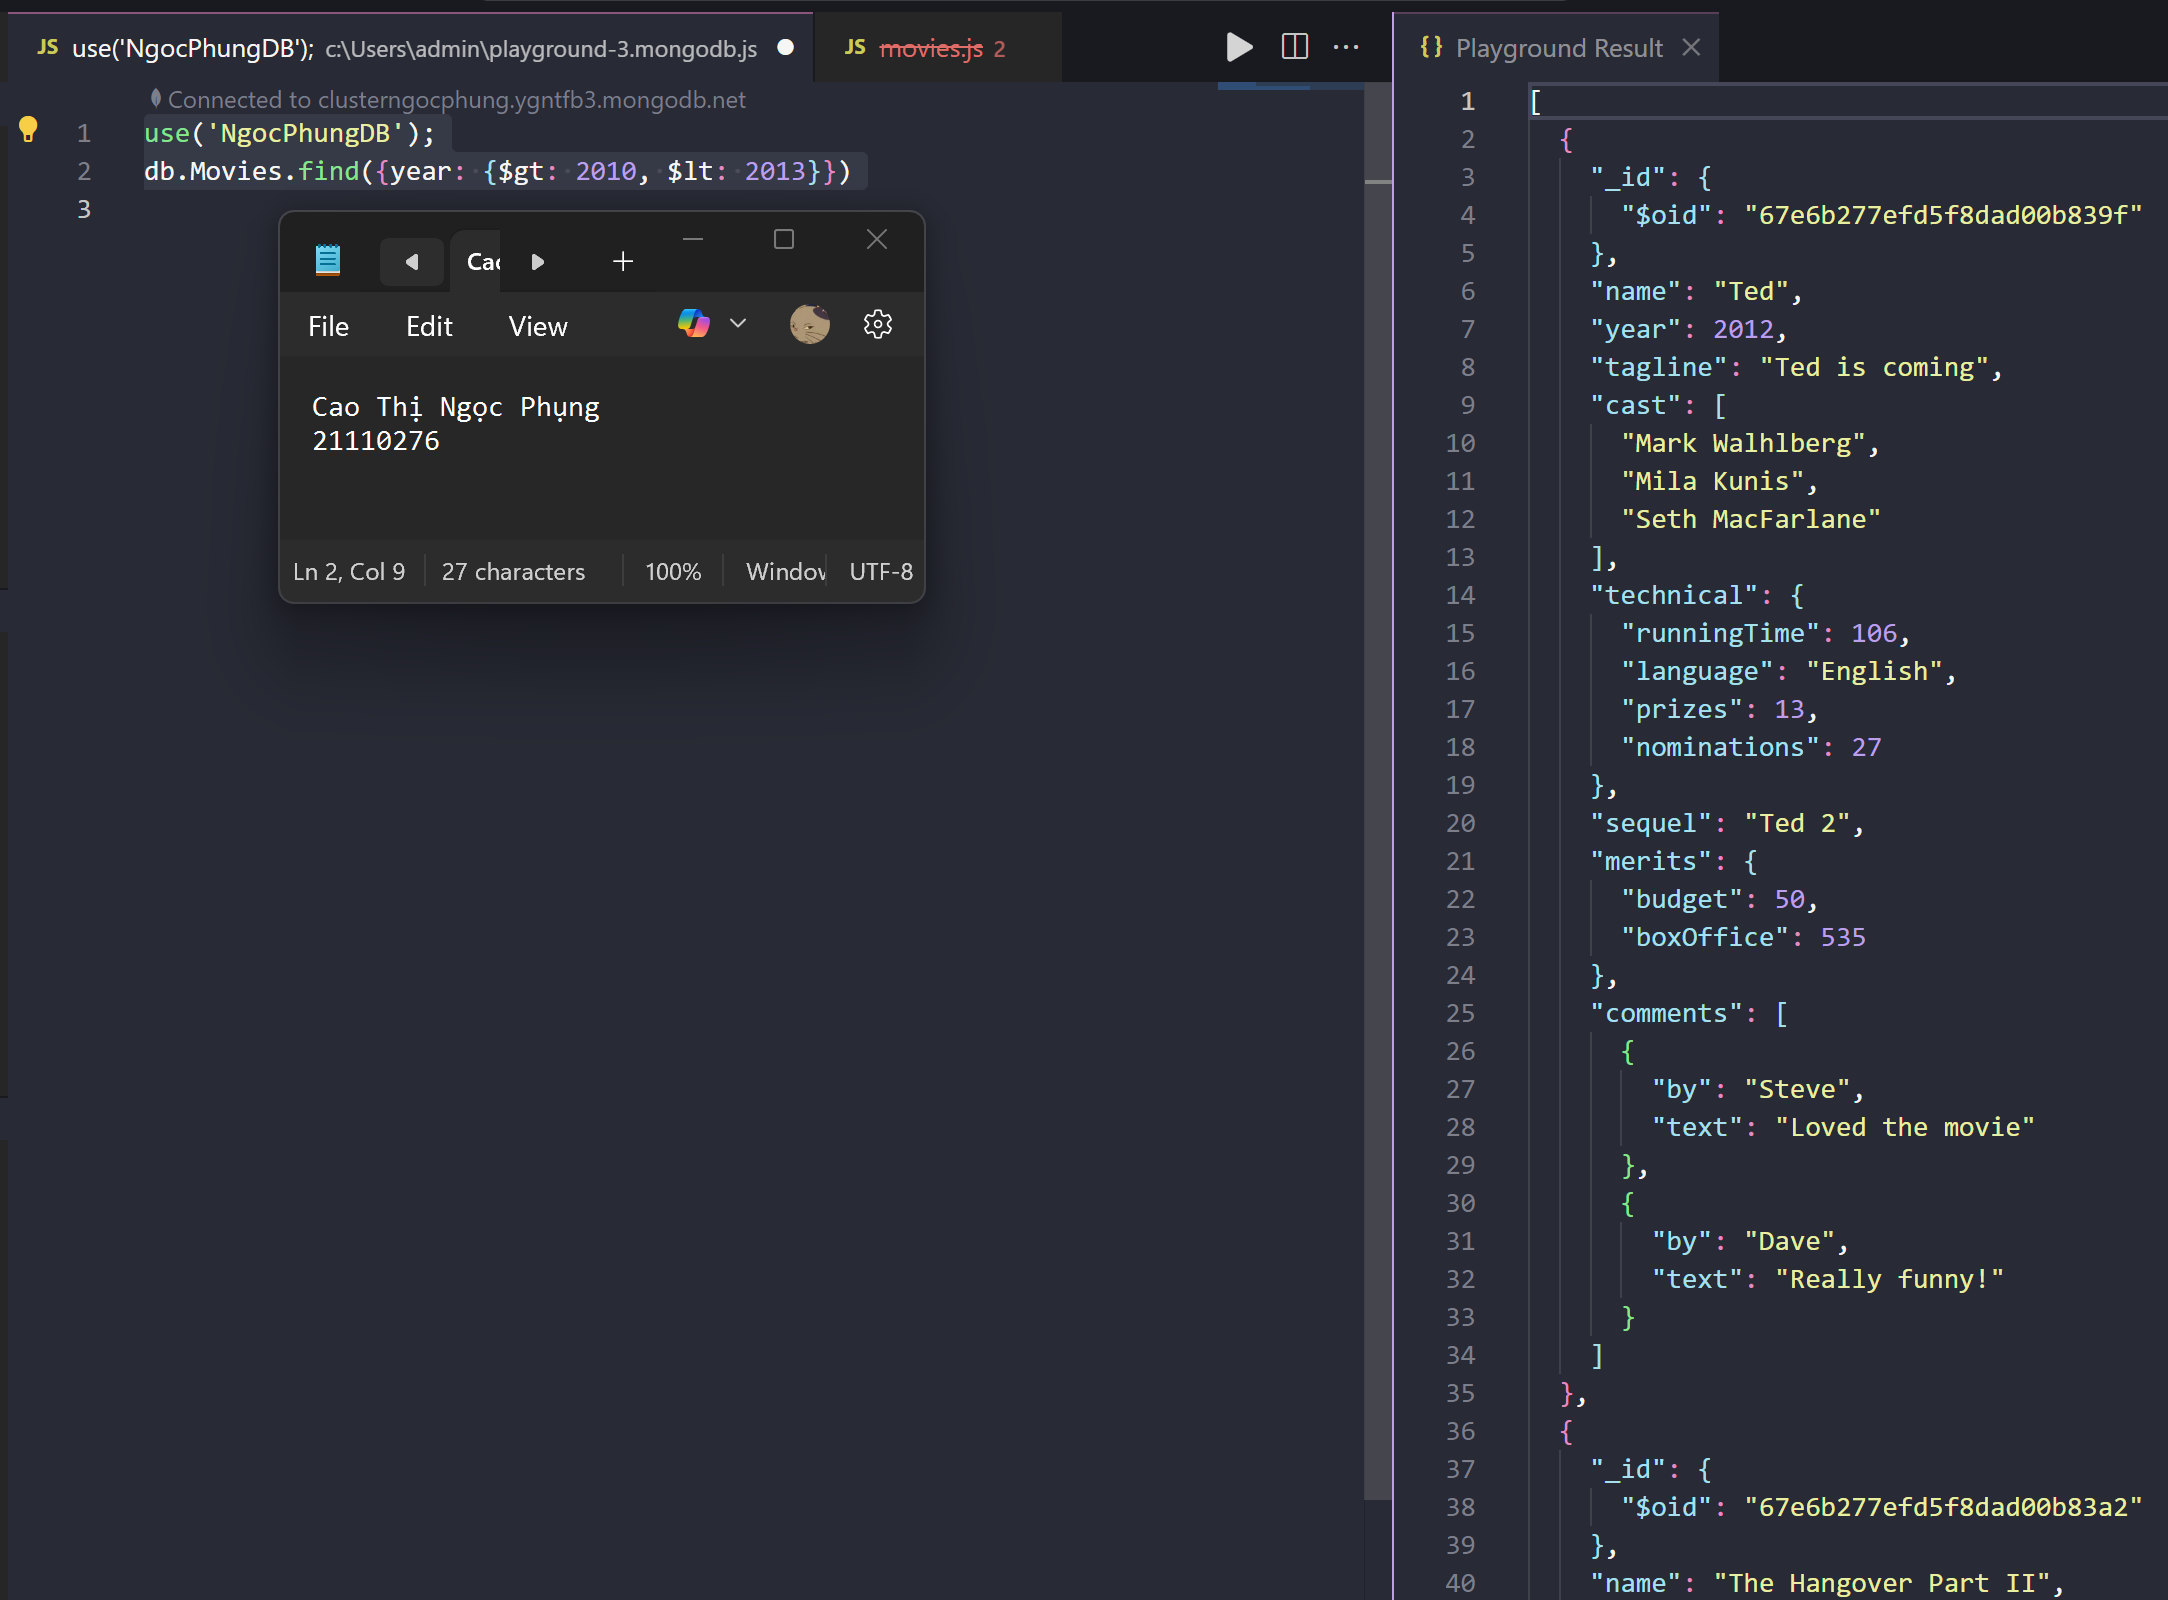 JS use('NgocPhungDB'); c:\Users\admin\playground-3.mongodb.js
JS movies.js 2
Connected to clusterngocphung.ygntfb3.mongodb.net
1 use('NgocPhungDB');
2 db.Movies.find({year: {$gt: 2010, $lt: 2013}})
3
File Edit View
Cao Thị Ngọc Phụng
21110276
Ln 2, Col 9 27 characters 100% UTF-8
{} Playground Result
1 [
2 {
3 "_id": {
4 "$oid": "67e6b277efd5f8dad00b839f"
5 },
6 "name": "Ted",
7 "year": 2012,
8 "tagline": "Ted is coming",
9 "cast": [
10 "Mark Walhlberg",
11 "Mila Kunis",
12 "Seth MacFarlane"
13 ],
14 "technical": {
15 "runningTime": 106,
16 "language": "English",
17 "prizes": 13,
18 "nominations": 27
19 },
20 "sequel": "Ted 2",
21 "merits": {
22 "budget": 50,
23 "boxOffice": 535
24 },
25 "comments": [
26 {
27 "by": "Steve",
28 "text": "Loved the movie"
29 },
30 {
31 "by": "Dave",
32 "text": "Really funny!"
33 }
34 ]
35 },
36 {
37 "_id": {
38 "$oid": "67e6b277efd5f8dad00b83a2"
39 },
40 "name": "The Hangover Part II",